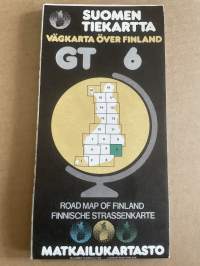 SUOMEN
TIEKARTTA
VÄGKARTA ÖVER FINLAND
GT 6
ROAD MAP OF FINLAND
FINNISCHE STRASSENKARTE
MATKAILUKARTASTO